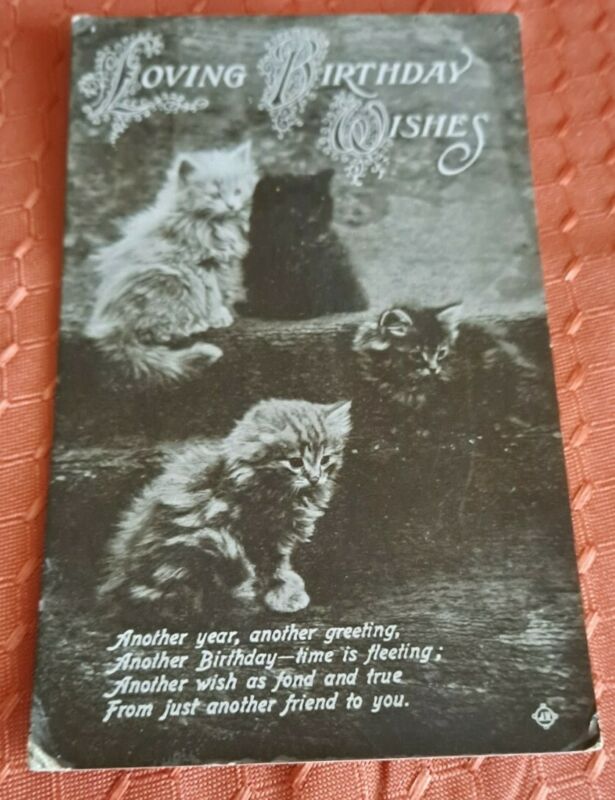 Loving Birthday
Wishes
Another year, another greeting,
Another Birthday—time is fleeting;
Another wish as fond and true
From just another friend to you.